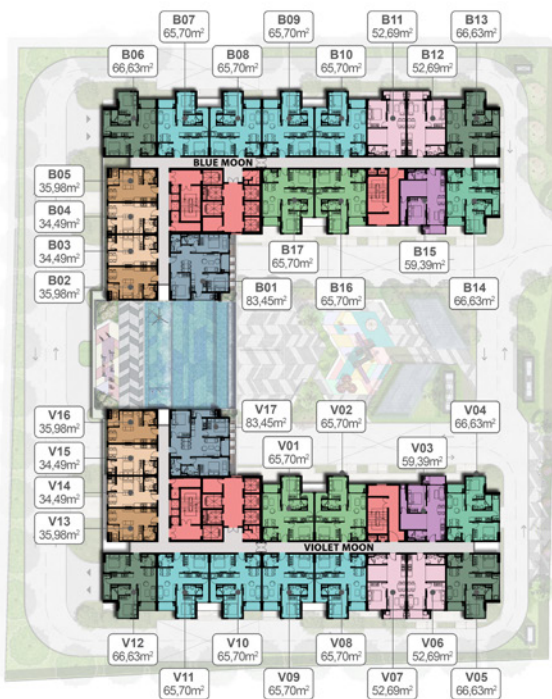 B07
65,70m²
B09
65,70m²
B11
52,69m²
B13
66,63m²
B06
66,63m²
B08
65,70m²
B10
65,70m²
B12
52,69m²
BLUE MOON
B05
35,98m²
B04
34,49m²
B03
34,49m²
B02
35,98m²
B17
65,70m²
B15
59,39m²
B01
83,45m²
B16
65,70m²
B14
66,63m²
V16
35,98m²
V17
83,45m²
V02
65,70m²
V04
66,63m²
V15
34,49m²
V01
65,70m²
V03
59,39m²
V14
34,49m²
V13
35,98m²
VIOLET MOON
V12
66,63m²
V10
65,70m²
V08
65,70m²
V06
52,69m²
V11
65,70m²
V09
65,70m²
V07
52,69m²
V05
66,63m²